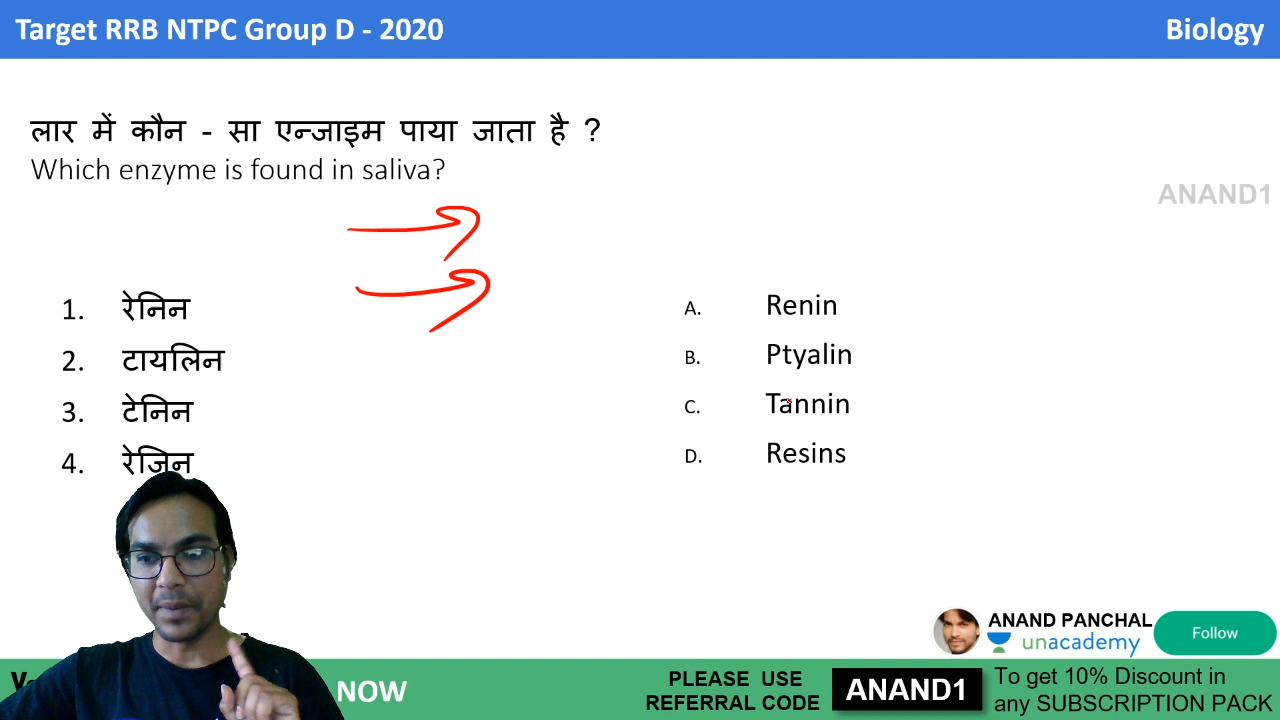 Target RRB NTPC Group D - 2020
Biology
लार में कौन - सा एन्जाइम पाया जाता है ?
Which enzyme is found in saliva?
ANAND1
1. रेनिन
2. टायलिन
3. टेनिन
4. रेजिन
A. Renin
B. Ptyalin
C. Tannin
D. Resins
ANAND PANCHAL
unacademy
Follow
NOW
PLEASE USE
REFERRAL CODE
ANAND1
To get 10% Discount in
any SUBSCRIPTION PACK